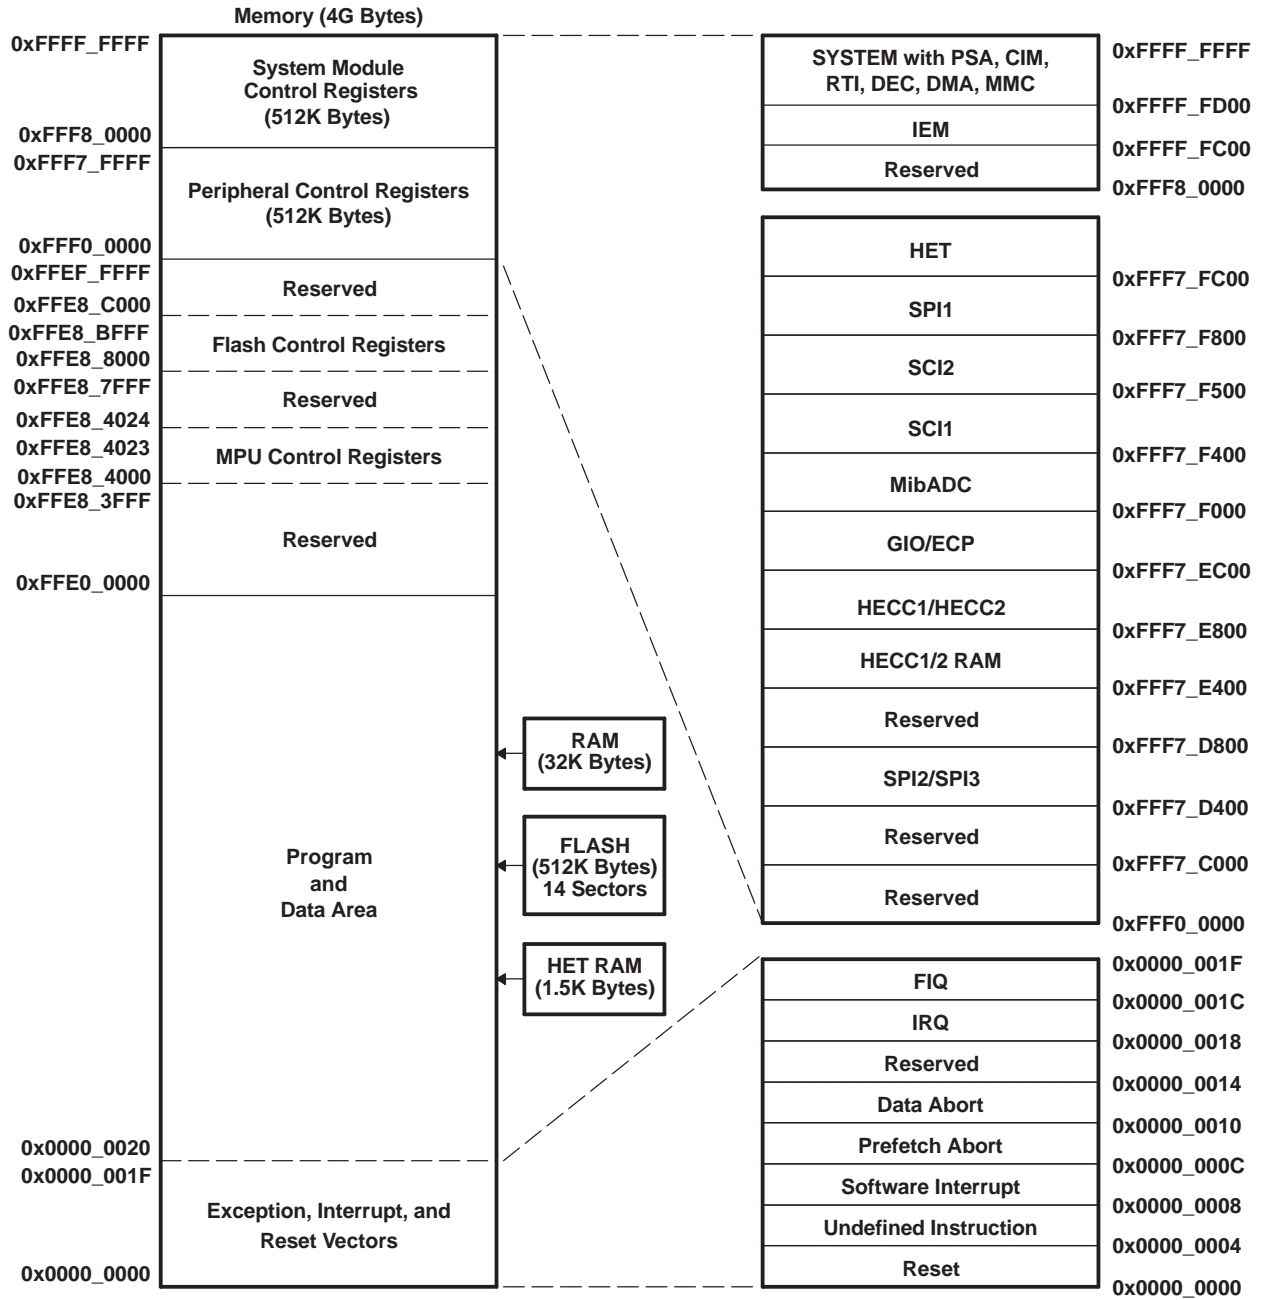 Memory (4G Bytes)
0xFFFF_FFFF
System Module
Control Registers
(512K Bytes)
0xFFF8_0000
0xFFF7_FFFF
Peripheral Control Registers
(512K Bytes)
0xFFF0_0000
0xFFEF_FFFF
Reserved
0xFFE8_C000
0xFFE8_BFFF
Flash Control Registers
0xFFE8_8000
0xFFE8_7FFF
Reserved
0xFFE8_4024
0xFFE8_4023
MPU Control Registers
0xFFE8_4000
0xFFE8_3FFF
Reserved
0xFFE0_0000
Program
and
Data Area
0x0000_0020
0x0000_001F
Exception, Interrupt, and
Reset Vectors
0x0000_0000
RAM
(32K Bytes)
FLASH
(512K Bytes)
14 Sectors
HET RAM
(1.5K Bytes)
SYSTEM with PSA, CIM,
RTI, DEC, DMA, MMC
0xFFFF_FFFF
0xFFFF_FD00
IEM
0xFFFF_FC00
Reserved
0xFFF8_0000
HET
0xFFF7_FC00
SPI1
0xFFF7_F800
SCI2
0xFFF7_F500
SCI1
0xFFF7_F400
MibADC
0xFFF7_F000
GIO/ECP
0xFFF7_EC00
HECC1/HECC2
0xFFF7_E800
HECC1/2 RAM
0xFFF7_E400
Reserved
0xFFF7_D800
SPI2/SPI3
0xFFF7_D400
Reserved
0xFFF7_C000
Reserved
0xFFF0_0000
0x0000_001F
FIQ
0x0000_001C
IRQ
0x0000_0018
Reserved
0x0000_0014
Data Abort
0x0000_0010
Prefetch Abort
0x0000_000C
Software Interrupt
0x0000_0008
Undefined Instruction
0x0000_0004
Reset
0x0000_0000